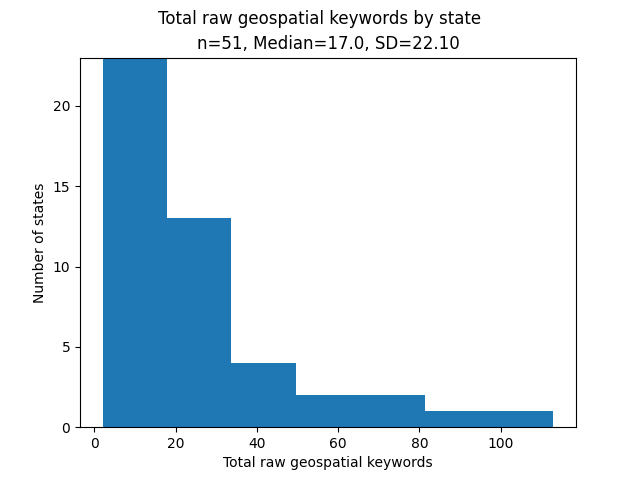 Total raw geospatial keywords by state
n=51, Median=17.0, SD=22.10
20
15
10
5
0
Number of states
0 20 40 60 80 100
Total raw geospatial keywords